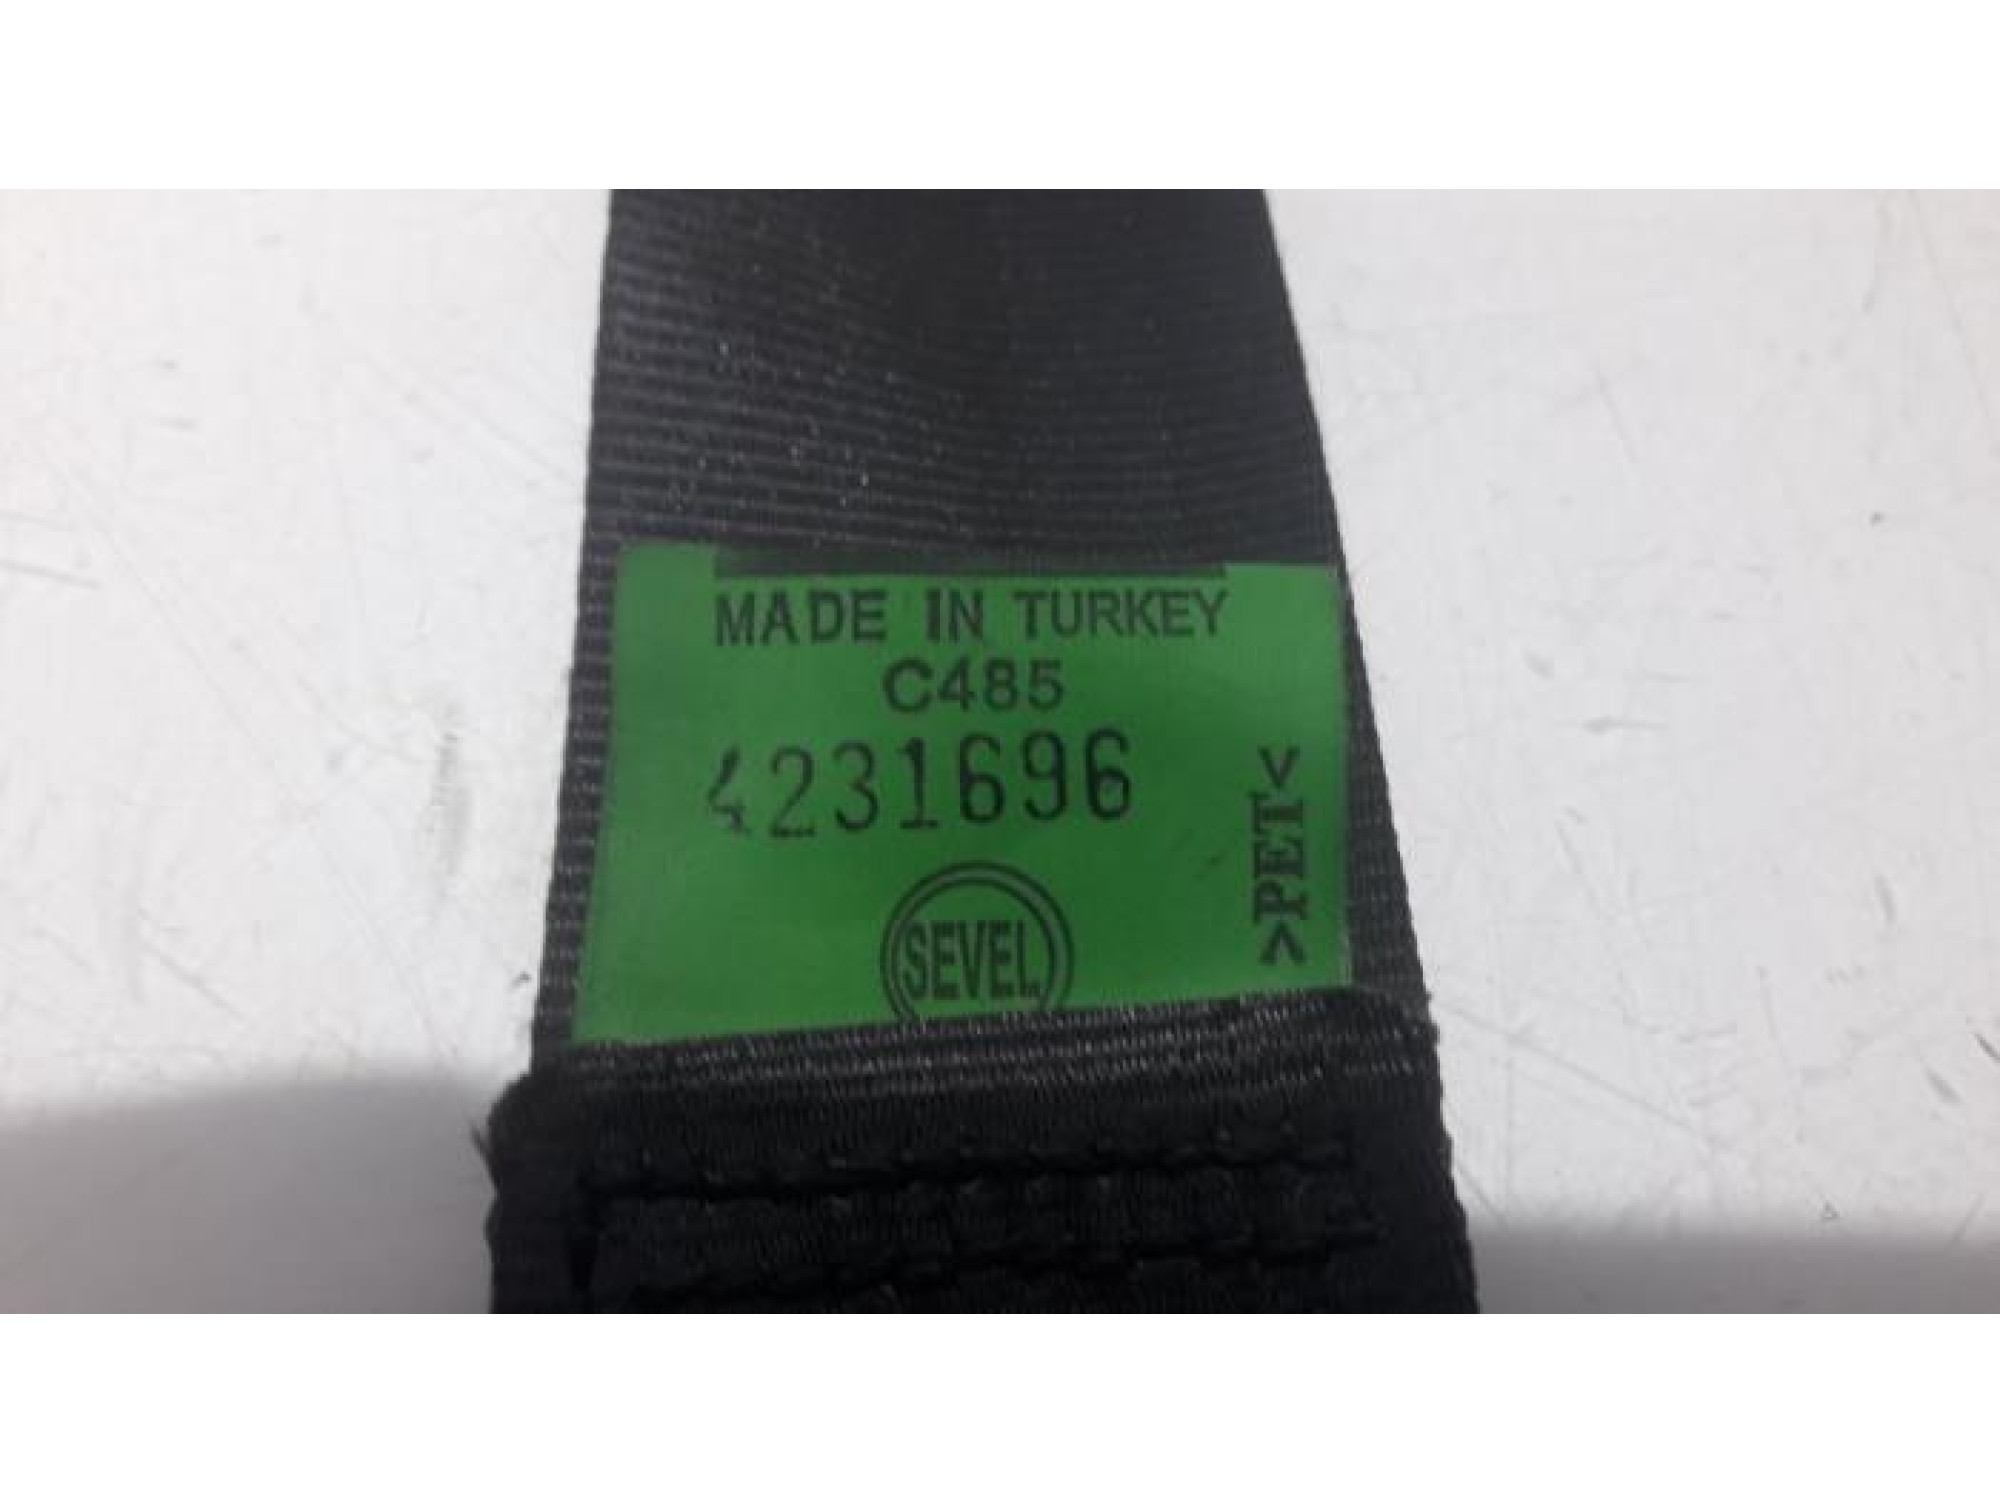 MADE IN TURKEY
C485
4231696
SEVEL
>PET<